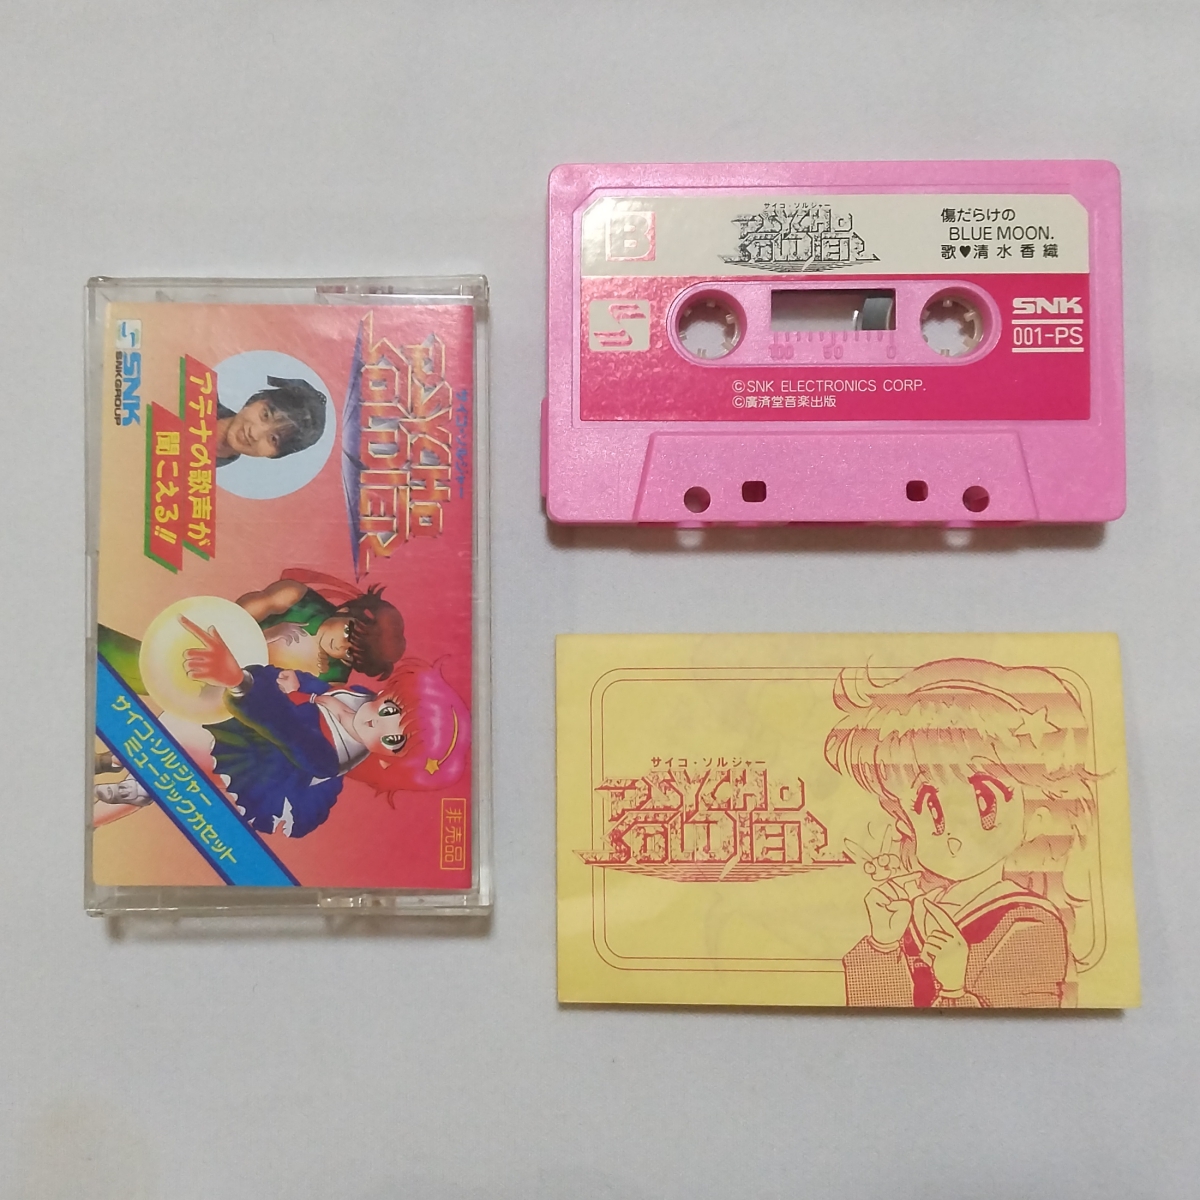 サイコ・ソルジャー
PSYCHO
SOLDIER
SNK
SNK GROUP
アテナの歌声が
聞こえる!!
サイコ・ソルジャー
ミュージックカセット
非売品
B
サイコ・ソルジャー
PSYCHO
SOLDIER
傷だらけの
BLUE MOON.
歌♥清水香織
SNK
001-PS
100 50 0
©SNK ELECTRONICS CORP.
©廣済堂音楽出版
サイコ・ソルジャー
PSYCHO
SOLDIER